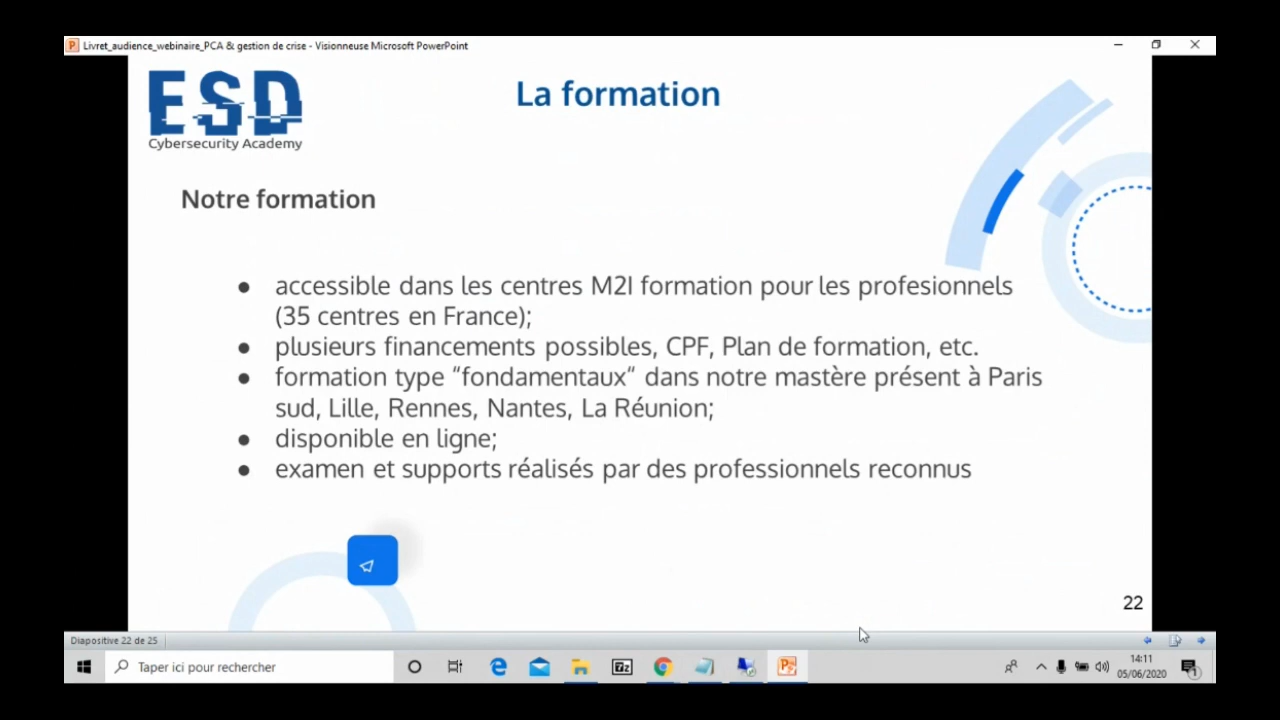 Livret_audience_webinaire_PCA & gestion de crise - Visionneuse Microsoft PowerPoint
ESD
Cybersecurity Academy
La formation
Notre formation
● accessible dans les centres M2I formation pour les profesionnels
(35 centres en France);
● plusieurs financements possibles, CPF, Plan de formation, etc.
● formation type “fondamentaux“ dans notre mastère présent à Paris
sud, Lille, Rennes, Nantes, La Réunion;
● disponible en ligne;
● examen et supports réalisés par des professionnels reconnus
22
Diapositive 22 de 25
Taper ici pour rechercher
14:11
05/06/2020